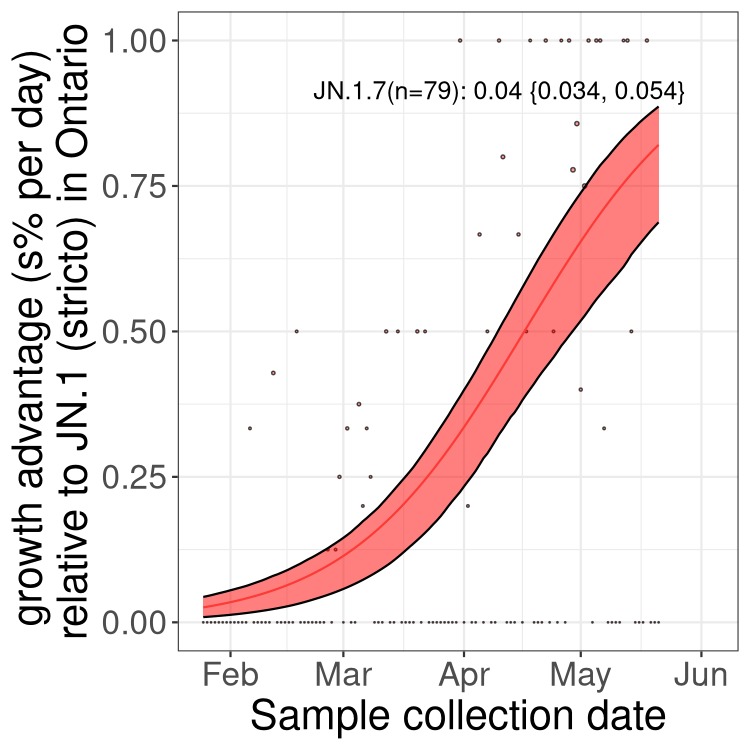 growth advantage (s% per day)
relative to JN.1 (stricto) in Ontario
1.00
0.75
0.50
0.25
0.00
JN.1.7(n=79): 0.04 {0.034, 0.054}
Feb Mar Apr May Jun
Sample collection date